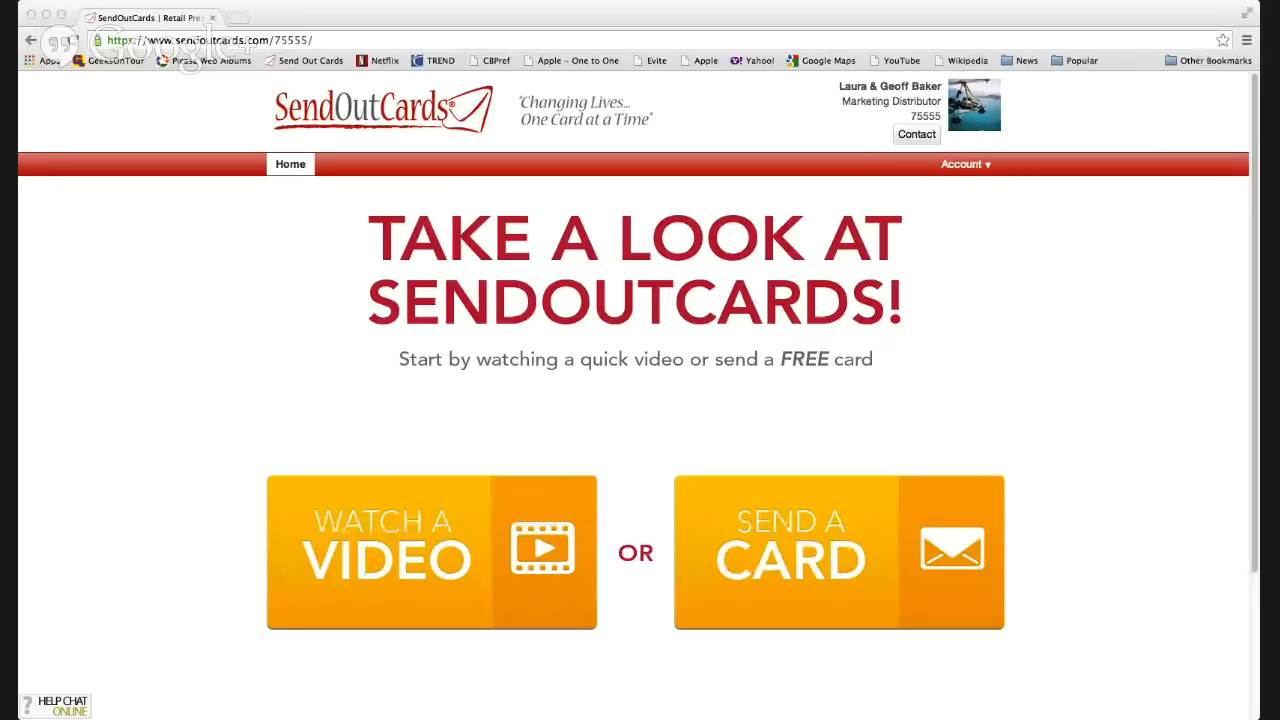 SendOutCards | Retail Pre
Google+
https://www.sendoutcards.com/75555/
Apps GeeksOnTour Picasa Web Albums Send Out Cards Netflix TREND CBPref Apple – One to One Evite Apple Yahoo! Google Maps YouTube Wikipedia News Popular Other Bookmarks
SendOutCards®
"Changing Lives...
One Card at a Time"
Laura & Geoff Baker
Marketing Distributor
75555
Contact
Home Account ▾
TAKE A LOOK AT
SENDOUTCARDS!
Start by watching a quick video or send a FREE card
WATCH A
VIDEO
OR
SEND A
CARD
? HELP CHAT
ONLINE